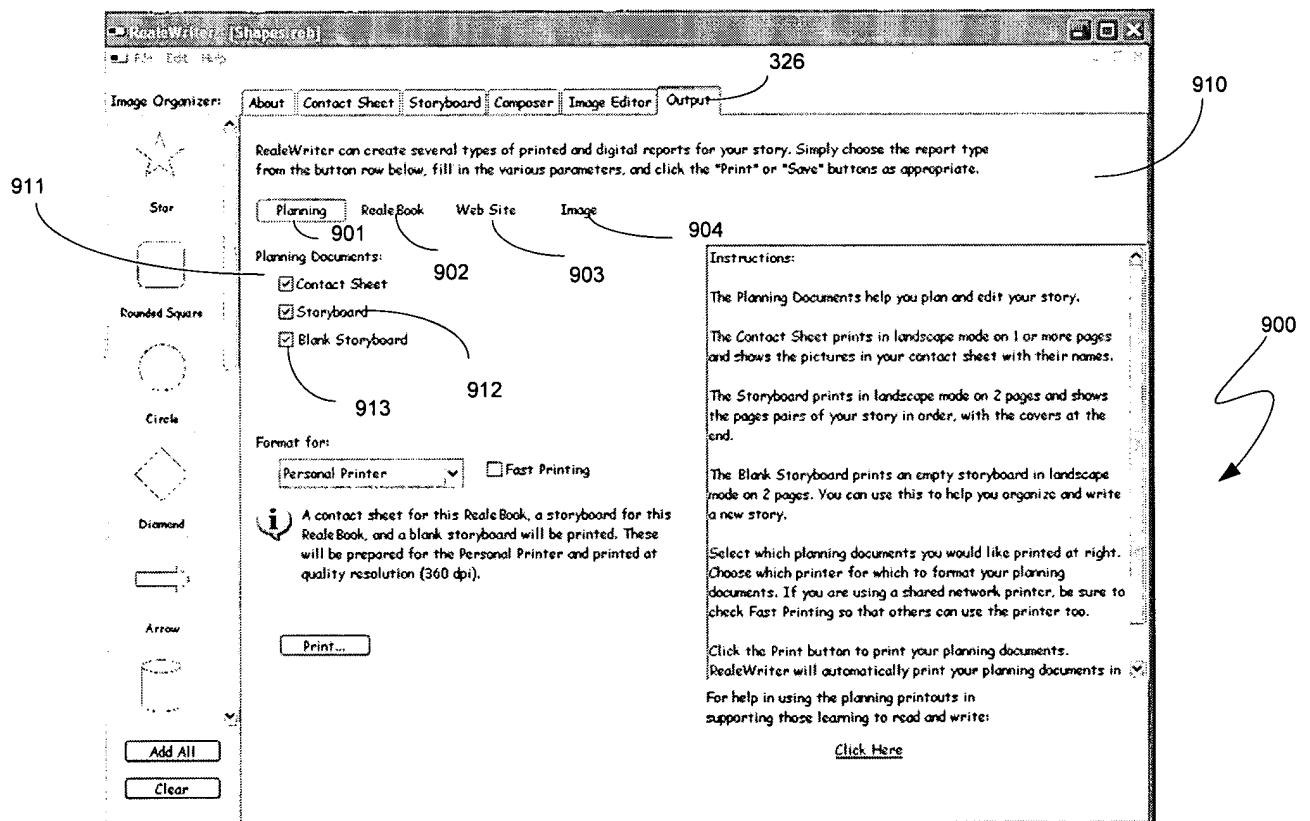 RealeWriter - [Shapes.reb]
File Edit Help
326
910
Image Organizer:
About Contact Sheet Storyboard Composer Image Editor Output
RealeWriter can create several types of printed and digital reports for your story. Simply choose the report type
from the button row below, fill in the various parameters, and click the "Print" or "Save" buttons as appropriate.
911
Star
Planning RealeBook Web Site Image
901
902
903
904
Planning Documents:
Contact Sheet
Storyboard
Blank Storyboard
912
913
Rounded Square
Circle
Diamond
Arrow
Format for:
Personal Printer
Fast Printing
A contact sheet for this RealeBook, a storyboard for this
RealeBook, and a blank storyboard will be printed. These
will be prepared for the Personal Printer and printed at
quality resolution (360 dpi).
Print...
Instructions:
The Planning Documents help you plan and edit your story.
The Contact Sheet prints in landscape mode on 1 or more pages
and shows the pictures in your contact sheet with their names.
The Storyboard prints in landscape mode on 2 pages and shows
the pages pairs of your story in order, with the covers at the
end.
The Blank Storyboard prints an empty storyboard in landscape
mode on 2 pages. You can use this to help you organize and write
a new story.
Select which planning documents you would like printed at right.
Choose which printer for which to format your planning
documents. If you are using a shared network printer, be sure to
check Fast Printing so that others can use the printer too.
Click the Print button to print your planning documents.
RealeWriter will automatically print your planning documents in
For help in using the planning printouts in
supporting those learning to read and write:
Click Here
Add All
Clear
900